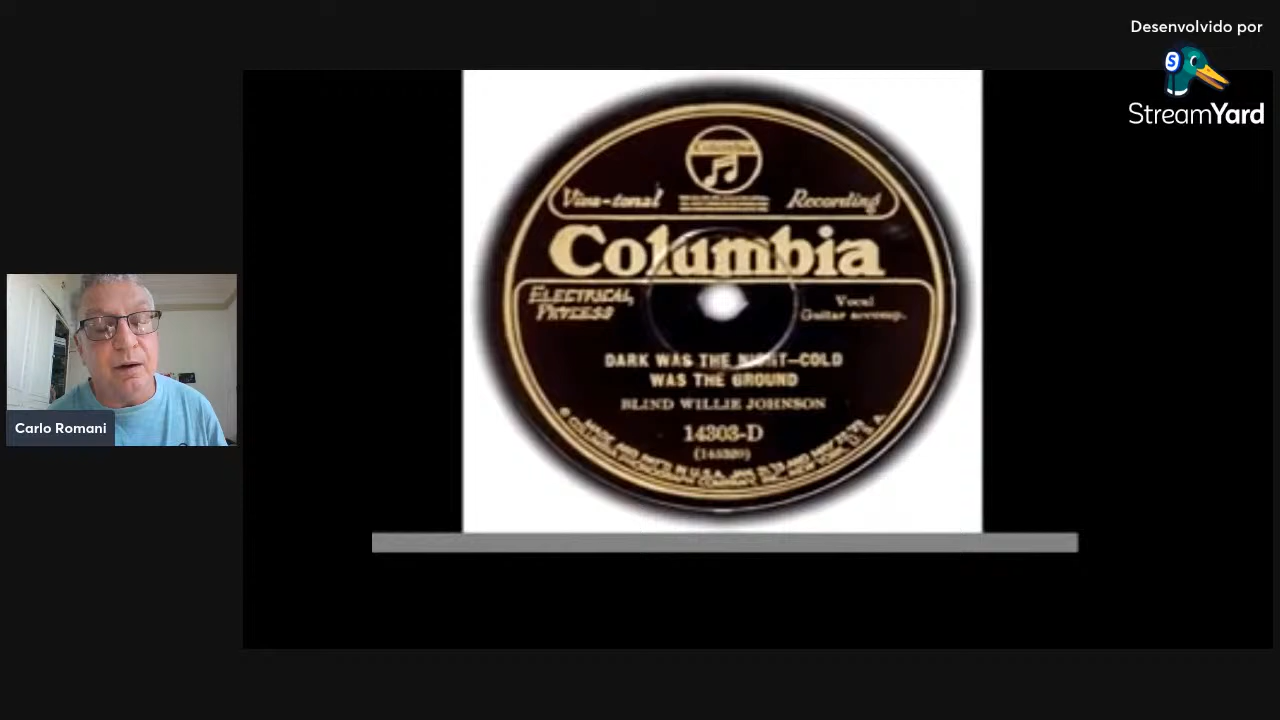 Desenvolvido por
S
StreamYard
Columbia
Viva-tonal
Recording
Columbia
ELECTRICAL
PROCESS
Vocal
Guitar accomp.
DARK WAS THE NIGHT—COLD
WAS THE GROUND
BLIND WILLIE JOHNSON
14303-D
Carlo Romani